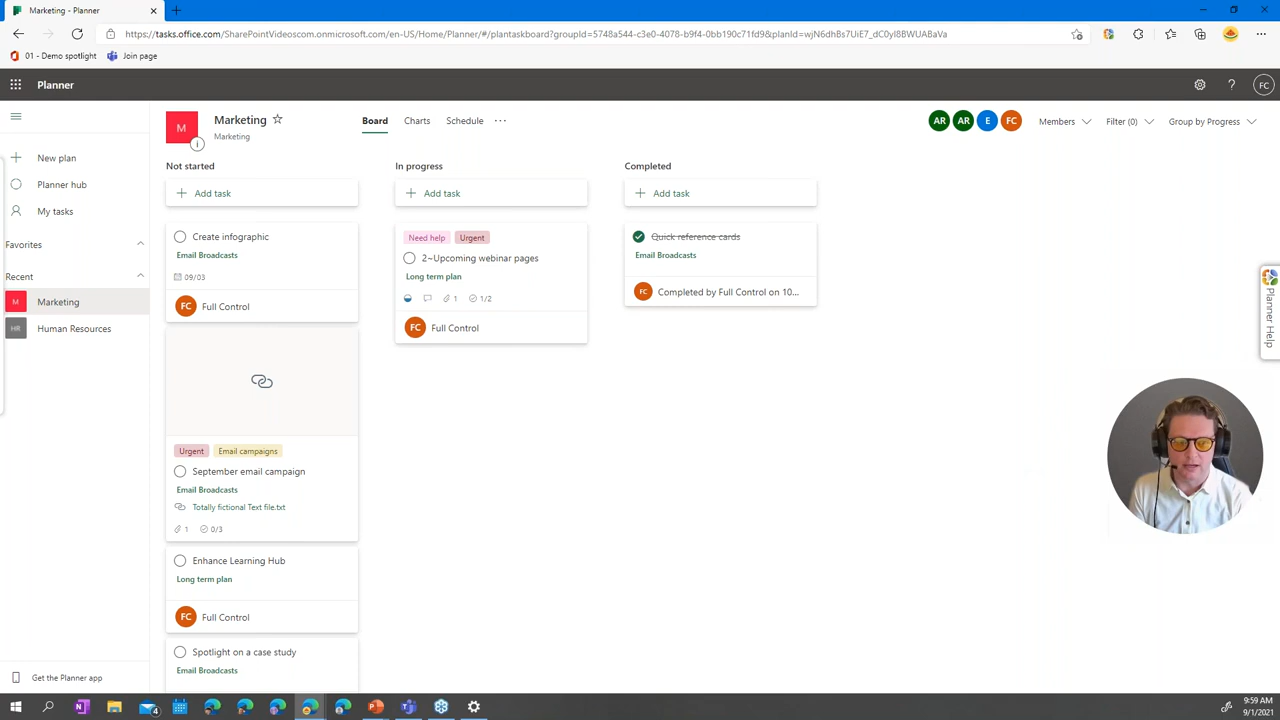 Marketing - Planner
https://tasks.office.com/SharePointVideoscom.onmicrosoft.com/en-US/Home/Planner/#/plantaskboard?groupId=5748a544-c3e0-4078-b9f4-0bb190c71fd9&planId=wjN6dhBs7UiE7_dC0yI8BWUABaVa
01 - Demo spotlight
Join page
Planner
FC
M
Marketing
Marketing
Board
Charts
Schedule
AR
AR
E
FC
Members
Filter (0)
Group by Progress
New plan
Planner hub
My tasks
Favorites
Recent
M
Marketing
HR
Human Resources
Get the Planner app
Not started
Add task
Create infographic
Email Broadcasts
09/03
FC
Full Control
Urgent
Email campaigns
September email campaign
Email Broadcasts
Totally fictional Text file.txt
1
0/3
Enhance Learning Hub
Long term plan
FC
Full Control
Spotlight on a case study
Email Broadcasts
In progress
Add task
Need help
Urgent
2~Upcoming webinar pages
Long term plan
1
1/2
FC
Full Control
Completed
Add task
Quick reference cards
Email Broadcasts
FC
Completed by Full Control on 10...
Planner Help
4
9:59 AM
9/1/2021